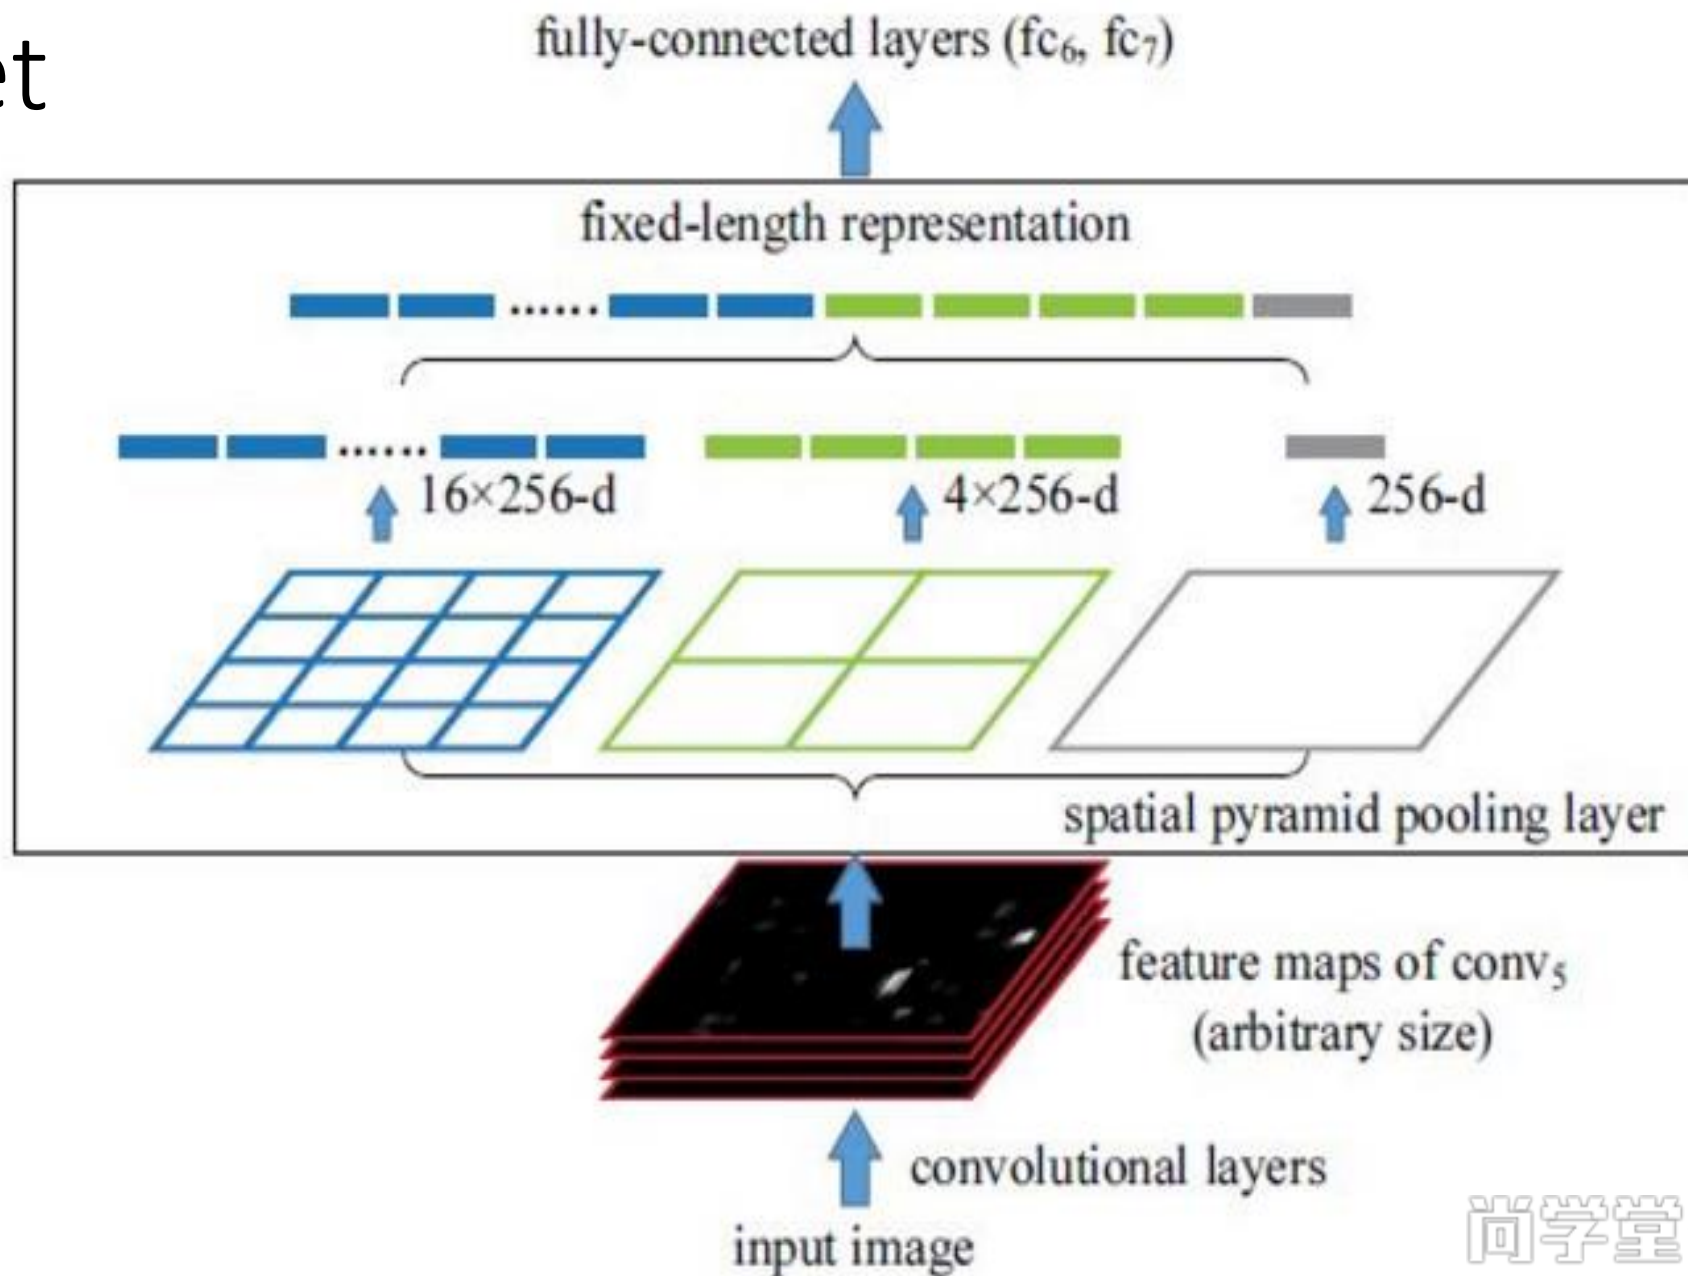 et
fully-connected layers (fc₆, fc₇)
fixed-length representation
......
......
16×256-d
4×256-d
256-d
spatial pyramid pooling layer
feature maps of conv₅
(arbitrary size)
convolutional layers
input image
尚学堂